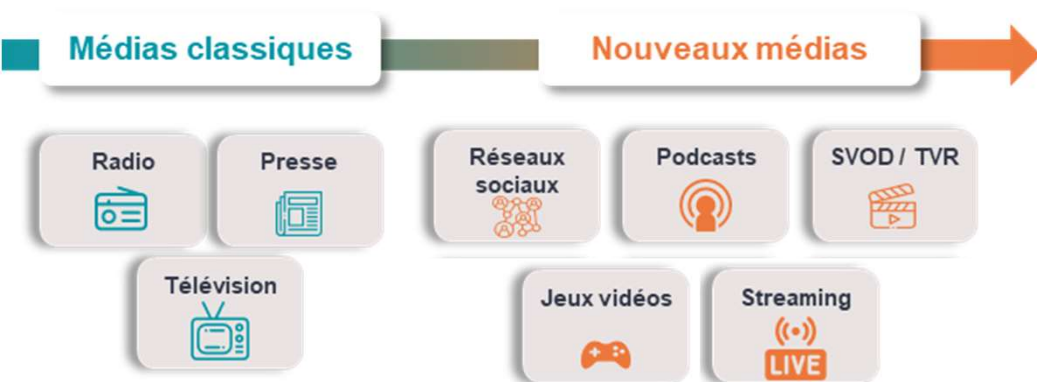 Médias classiques
Nouveaux médias
Radio
Presse
Télévision
Réseaux
sociaux
Podcasts
SVOD / TVR
Jeux vidéos
Streaming
LIVE